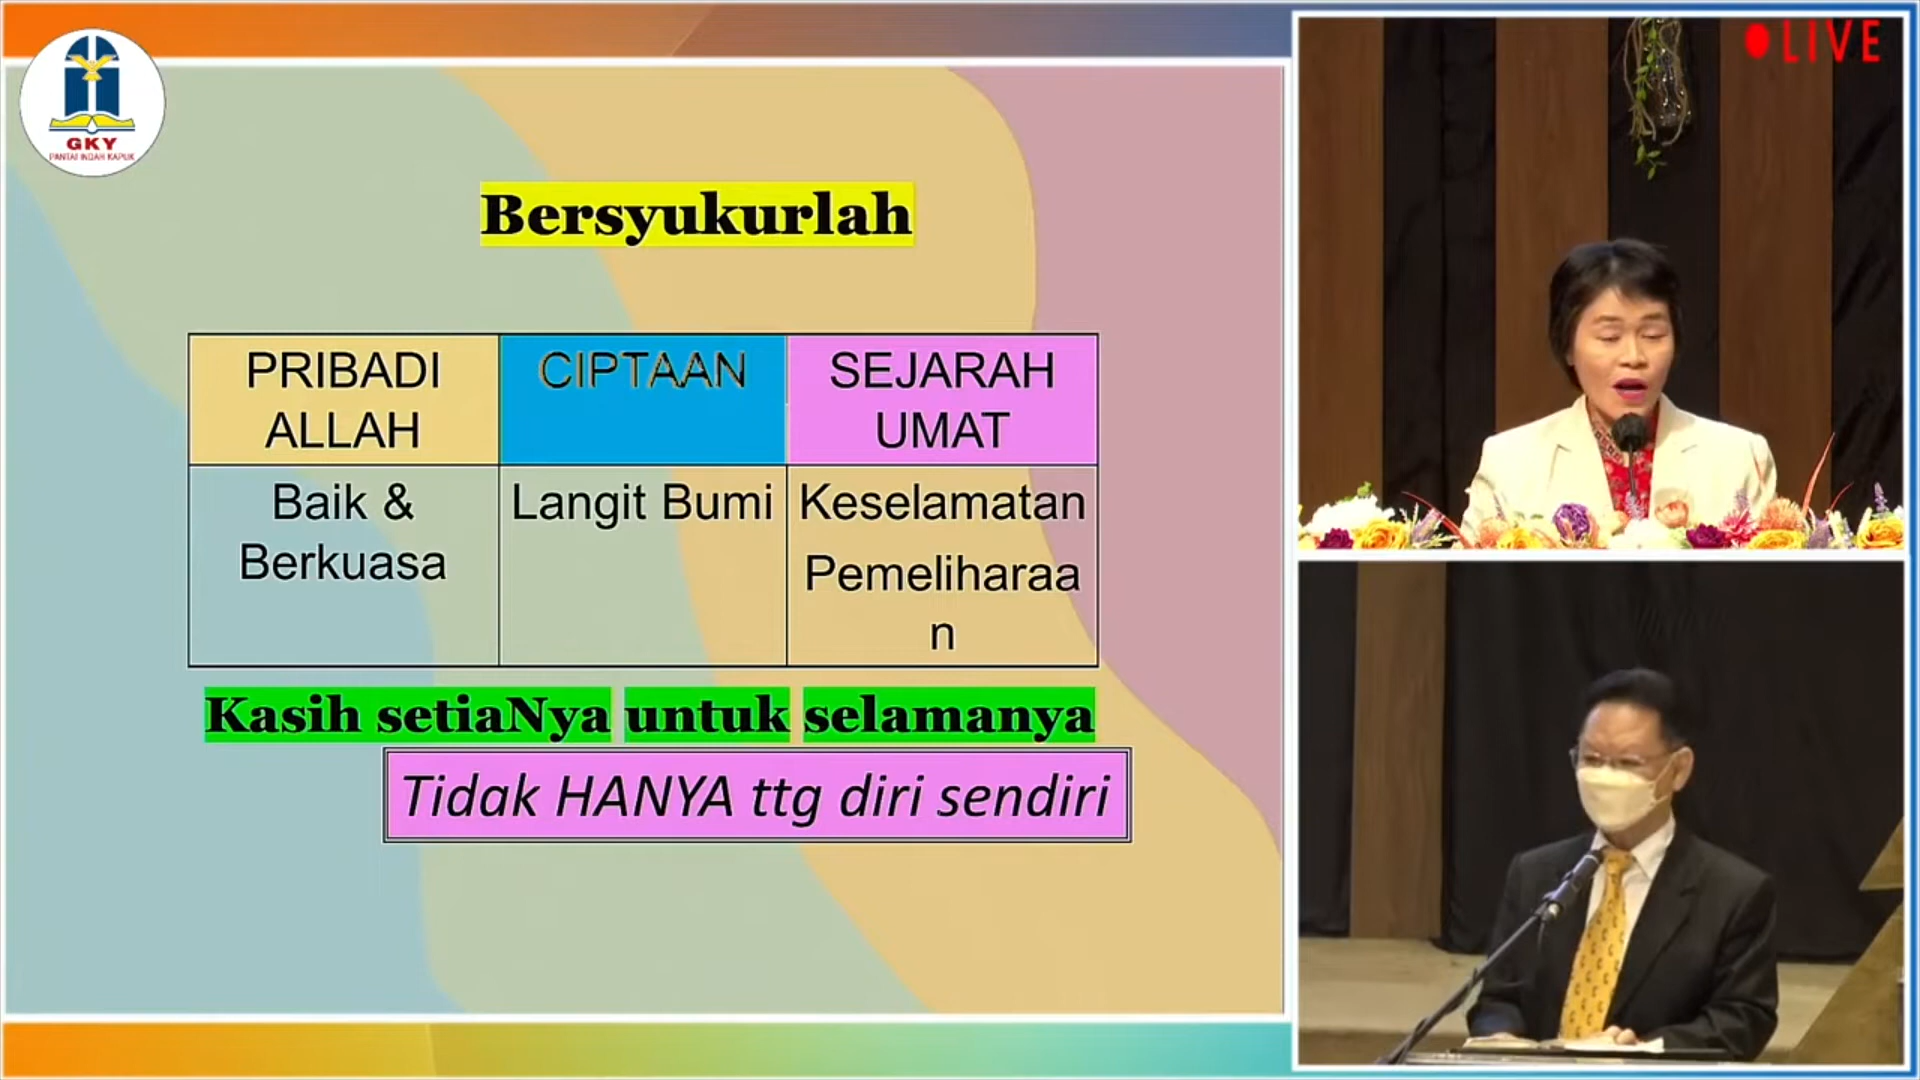 GKY
PANTAI INDAH KAPUK
LIVE
Bersyukurlah
PRIBADI
ALLAH
CIPTAAN
SEJARAH
UMAT
Baik &
Berkuasa
Langit Bumi
Keselamatan
Pemeliharaa
n
Kasih setiaNya untuk selamanya
Tidak HANYA ttg diri sendiri